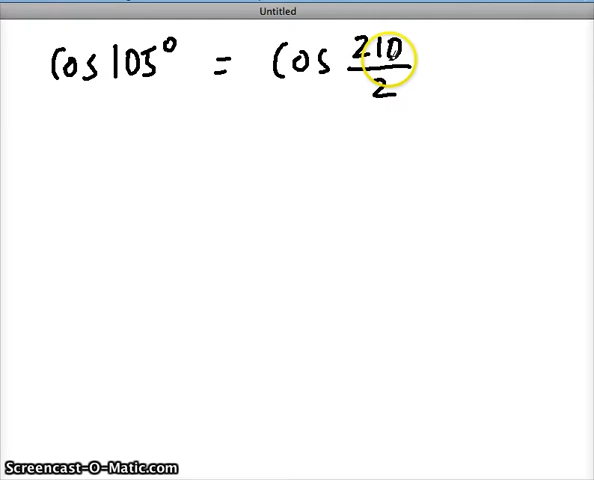 Untitled
cos 105° = cos 210/2
Screencast-O-Matic.com